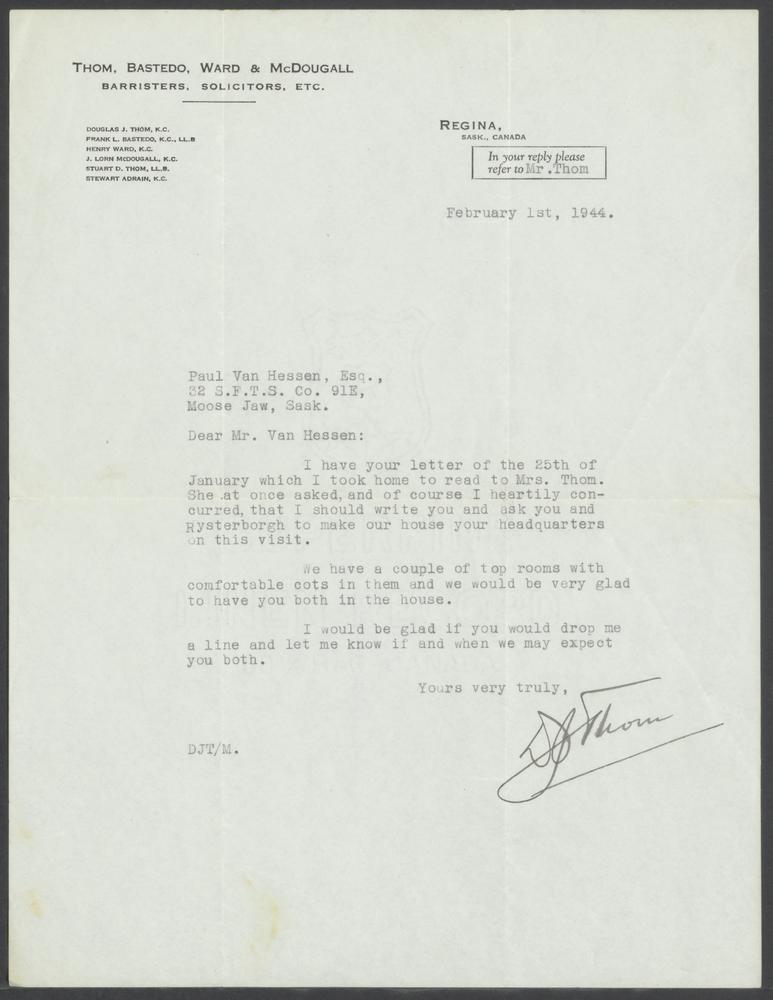 THOM, BASTEDO, WARD & MCDOUGALL
BARRISTERS, SOLICITORS, ETC.
DOUGLAS J. THOM, K.C.
FRANK L. BASTEDO, K.C., LL.B
HENRY WARD, K.C.
J. LORN MCDOUGALL, K.C.
STUART D. THOM, LL.B.
STEWART ADRAIN, K.C.
REGINA,
SASK., CANADA
In your reply please
refer to Mr .Thom
February 1st, 1944.
Paul Van Hessen, Esq.,
32 S.F.T.S. Co. 91E,
Moose Jaw, Sask.
Dear Mr. Van Hessen:
I have your letter of the 25th of
January which I took home to read to Mrs. Thom.
She .at once asked, and of course I heartily con-
curred, that I should write you and ask you and
Rysterborgh to make our house your headquarters
on this visit.
We have a couple of top rooms with
comfortable cots in them and we would be very glad
to have you both in the house.
I would be glad if you would drop me
a line and let me know if and when we may expect
you both.
Yours very truly,
DJ Thom
DJT/M.